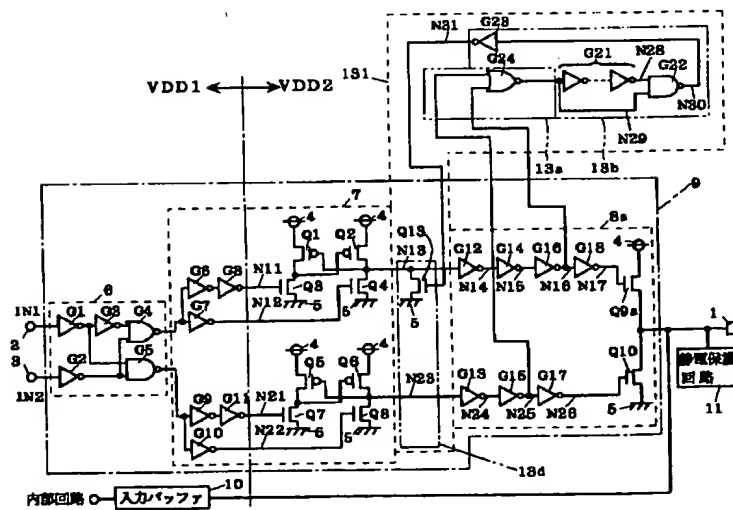 N31
G23
131
G24
G21
N28
G22
N30
N29
VDD1
VDD2
13a
13b
9
7
4
4
Q13
8a
Q1
Q2
N13
4
G12
G14
G16
G18
6
G6
G8
N11
Q3
Q4
N14
N15
N16
N17
IN1
G1
G3
G4
G7
N12
5
5
5
Q9a
2
G5
4
4
1
3
G2
Q5
Q6
N23
G13
G15
G17
Q10
静電保護
回路
IN2
G9
G11
N21
Q7
Q8
N24
N25
N26
5
11
G10
N22
5
5
13d
10
内部回路
入力バッファ